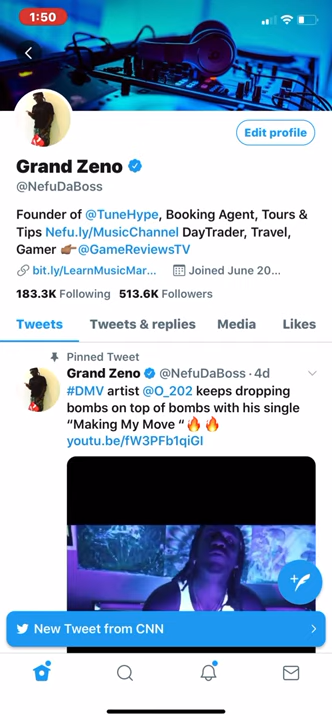 1:50
Edit profile
Grand Zeno
@NefuDaBoss
Founder of @TuneHype, Booking Agent, Tours &
Tips Nefu.ly/MusicChannel DayTrader, Travel,
Gamer 👉🏽@GameReviewsTV
bit.ly/LearnMusicMar... Joined June 20...
183.3K Following 513.6K Followers
Tweets Tweets & replies Media Likes
Pinned Tweet
Grand Zeno @NefuDaBoss · 4d
#DMV artist @O_202 keeps dropping
bombs on top of bombs with his single
“Making My Move “🔥🔥
youtu.be/fW3PFb1qiGI
New Tweet from CNN